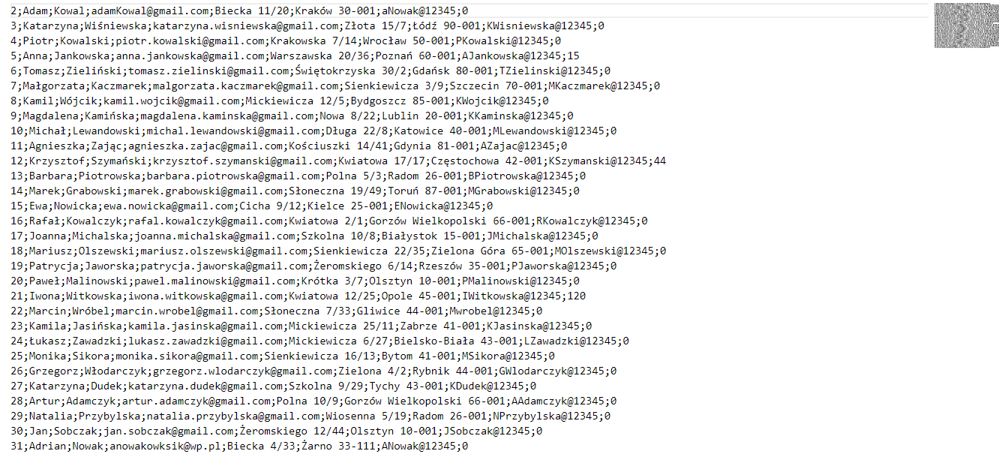 2;Adam;Kowal;adamKowal@gmail.com;Biecka 11/20;Kraków 30-001;aNowak@12345;0
3;Katarzyna;Wiśniewska;katarzyna.wisniewska@gmail.com;Złota 15/7;Łódź 90-001;KWisniewska@12345;0
4;Piotr;Kowalski;piotr.kowalski@gmail.com;Krakowska 7/14;Wrocław 50-001;PKowalski@12345;0
5;Anna;Jankowska;anna.jankowska@gmail.com;Warszawska 20/36;Poznań 60-001;AJankowska@12345;15
6;Tomasz;Zieliński;tomasz.zielinski@gmail.com;Świętokrzyska 30/2;Gdańsk 80-001;TZielinski@12345;0
7;Małgorzata;Kaczmarek;malgorzata.kaczmarek@gmail.com;Sienkiewicza 3/9;Szczecin 70-001;MKaczmarek@12345;0
8;Kamil;Wójcik;kamil.wojcik@gmail.com;Mickiewicza 12/5;Bydgoszcz 85-001;KWojcik@12345;0
9;Magdalena;Kamińska;magdalena.kaminska@gmail.com;Nowa 8/22;Lublin 20-001;KKaminska@12345;0
10;Michał;Lewandowski;michal.lewandowski@gmail.com;Długa 22/8;Katowice 40-001;MLewandowski@12345;0
11;Agnieszka;Zając;agnieszka.zajac@gmail.com;Kościuszki 14/41;Gdynia 81-001;AZajac@12345;0
12;Krzysztof;Szymański;krzysztof.szymanski@gmail.com;Kwiatowa 17/17;Częstochowa 42-001;KSzymanski@12345;44
13;Barbara;Piotrowska;barbara.piotrowska@gmail.com;Polna 5/3;Radom 26-001;BPiotrowska@12345;0
14;Marek;Grabowski;marek.grabowski@gmail.com;Słoneczna 19/49;Toruń 87-001;MGrabowski@12345;0
15;Ewa;Nowicka;ewa.nowicka@gmail.com;Cicha 9/12;Kielce 25-001;ENowicka@12345;0
16;Rafał;Kowalczyk;rafal.kowalczyk@gmail.com;Kwiatowa 2/1;Gorzów Wielkopolski 66-001;RKowalczyk@12345;0
17;Joanna;Michalska;joanna.michalska@gmail.com;Szkolna 10/8;Białystok 15-001;JMichalska@12345;0
18;Mariusz;Olszewski;mariusz.olszewski@gmail.com;Sienkiewicza 22/35;Zielona Góra 65-001;MOlszewski@12345;0
19;Patrycja;Jaworska;patrycja.jaworska@gmail.com;Żeromskiego 6/14;Rzeszów 35-001;PJaworska@12345;0
20;Paweł;Malinowski;pawel.malinowski@gmail.com;Krótka 3/7;Olsztyn 10-001;PMalinowski@12345;0
21;Iwona;Witkowska;iwona.witkowska@gmail.com;Kwiatowa 12/25;Opole 45-001;IWitkowska@12345;120
22;Marcin;Wróbel;marcin.wrobel@gmail.com;Słoneczna 7/33;Gliwice 44-001;Mwrobel@12345;0
23;Kamila;Jasińska;kamila.jasinska@gmail.com;Mickiewicza 25/11;Zabrze 41-001;KJasinska@12345;0
24;Łukasz;Zawadzki;lukasz.zawadzki@gmail.com;Mickiewicza 6/27;Bielsko-Biała 43-001;LZawadzki@12345;0
25;Monika;Sikora;monika.sikora@gmail.com;Sienkiewicza 16/13;Bytom 41-001;MSikora@12345;0
26;Grzegorz;Włodarczyk;grzegorz.wlodarczyk@gmail.com;Zielona 4/2;Rybnik 44-001;GWlodarczyk@12345;0
27;Katarzyna;Dudek;katarzyna.dudek@gmail.com;Szkolna 9/29;Tychy 43-001;KDudek@12345;0
28;Artur;Adamczyk;artur.adamczyk@gmail.com;Polna 10/9;Gorzów Wielkopolski 66-001;AAdamczyk@12345;0
29;Natalia;Przybylska;natalia.przybylska@gmail.com;Wiosenna 5/19;Radom 26-001;NPrzybylska@12345;0
30;Jan;Sobczak;jan.sobczak@gmail.com;Żeromskiego 12/44;Olsztyn 10-001;JSobczak@12345;0
31;Adrian;Nowak;anowakowksik@wp.pl;Biecka 4/33;Żarno 33-111;ANowak@12345;0